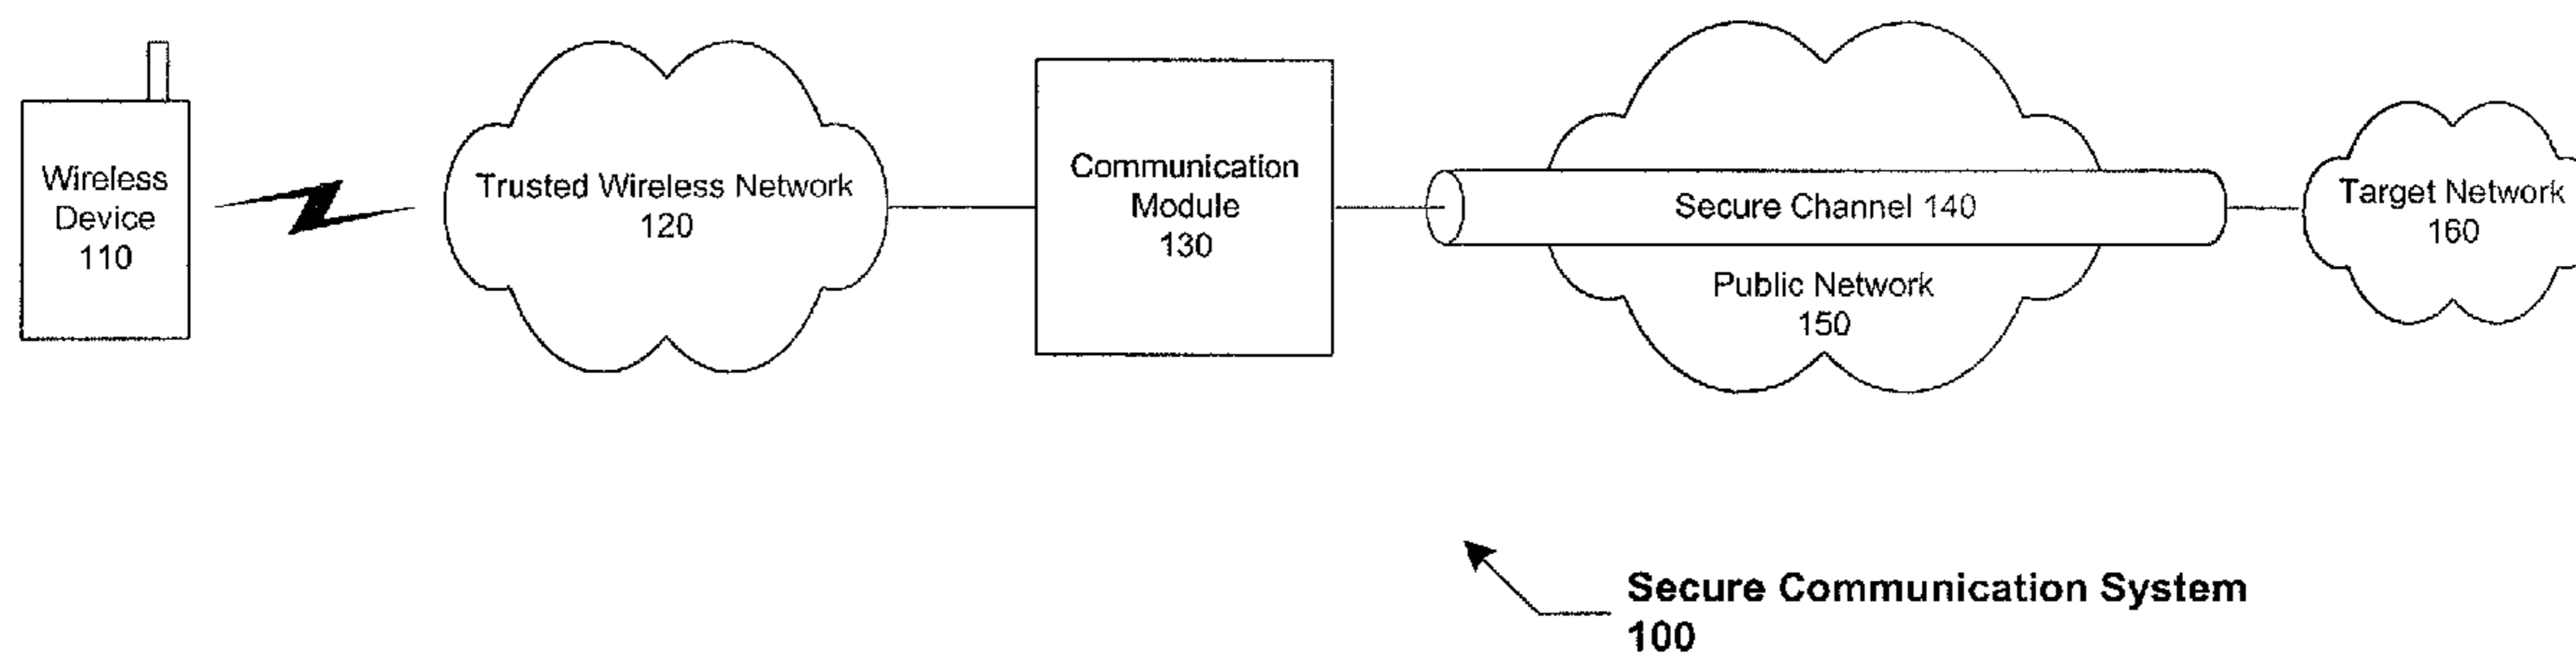 Wireless
Device
110
Trusted Wireless Network
120
Communication
Module
130
Secure Channel 140
Public Network
150
Target Network
160
Secure Communication System
100